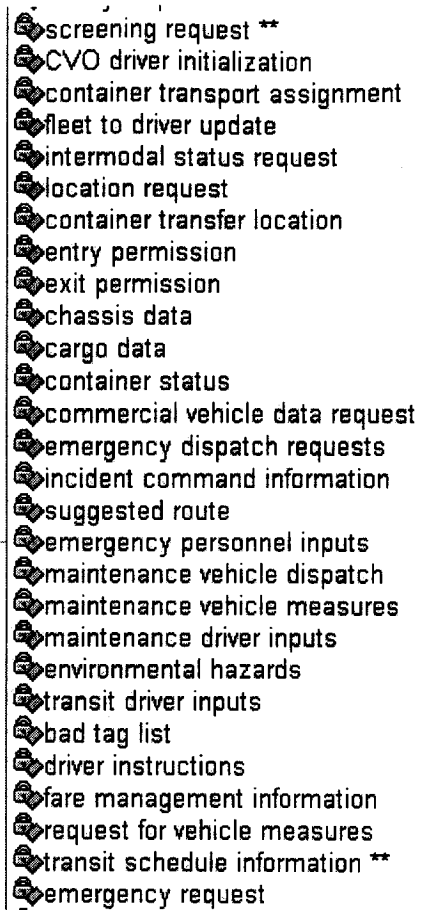 screening request **
CVO driver initialization
container transport assignment
fleet to driver update
intermodal status request
location request
container transfer location
entry permission
exit permission
chassis data
cargo data
container status
commercial vehicle data request
emergency dispatch requests
incident command information
suggested route
emergency personnel inputs
maintenance vehicle dispatch
maintenance vehicle measures
maintenance driver inputs
environmental hazards
transit driver inputs
bad tag list
driver instructions
fare management information
request for vehicle measures
transit schedule information **
emergency request